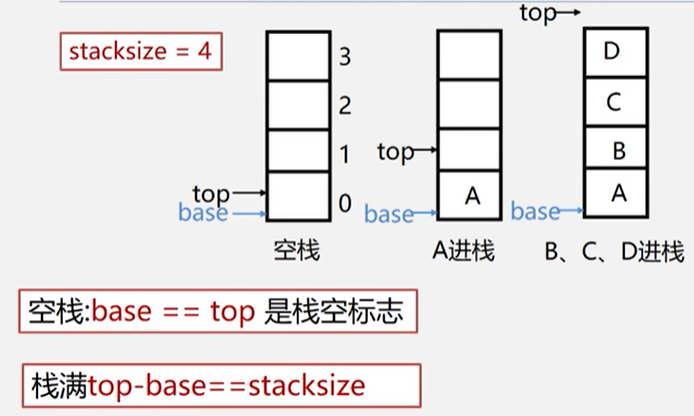 top
stacksize = 4
3
2
1
0
top
base
空栈
top
base
A
A进栈
base
D
C
B
A
B、C、D进栈
空栈:base == top 是栈空标志
栈满top-base==stacksize